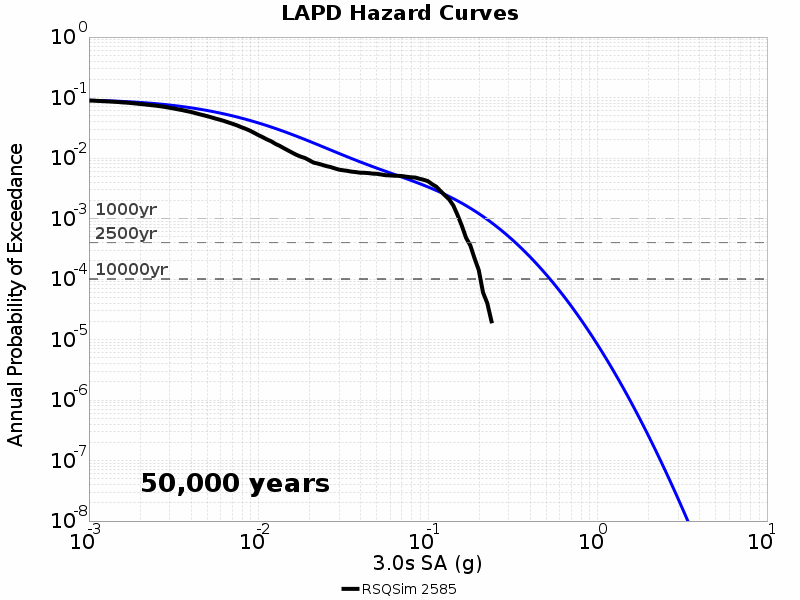 LAPD Hazard Curves
Annual Probability of Exceedance
10^0
10^-1
10^-2
10^-3
10^-4
10^-5
10^-6
10^-7
10^-8
1000yr
2500yr
10000yr
50,000 years
10^-3 10^-2 10^-1 10^0 10^1
3.0s SA (g)
RSQSim 2585